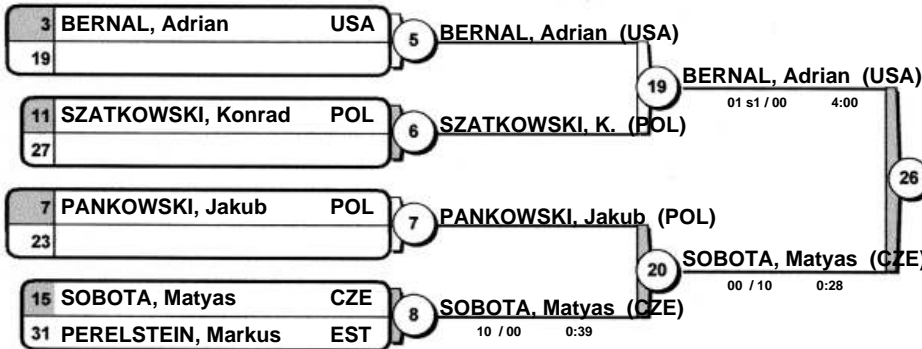 3 BERNAL, Adrian USA
19
5 BERNAL, Adrian (USA)
11 SZATKOWSKI, Konrad POL
27
6 SZATKOWSKI, K. (POL)
19 BERNAL, Adrian (USA)
01 s1 / 00 4:00
26
7 PANKOWSKI, Jakub POL
23
7 PANKOWSKI, Jakub (POL)
15 SOBOTA, Matyas CZE
31 PERELSTEIN, Markus EST
8 SOBOTA, Matyas (CZE)
10 / 00 0:39
20 SOBOTA, Matyas (CZE)
00 / 10 0:28